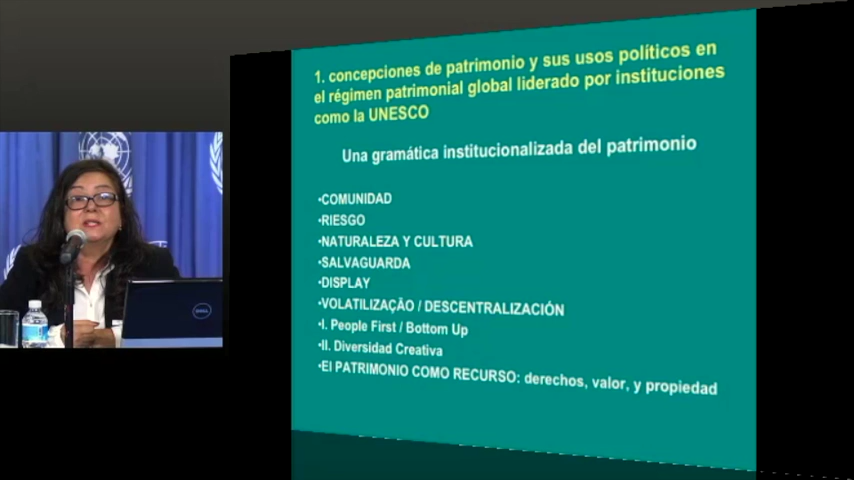 1. concepciones de patrimonio y sus usos políticos en
el régimen patrimonial global liderado por instituciones
como la UNESCO
Una gramática institucionalizada del patrimonio
•COMUNIDAD
•RIESGO
•NATURALEZA Y CULTURA
•SALVAGUARDA
•DISPLAY
•VOLATILIZAÇÃO / DESCENTRALIZACIÓN
•I. People First / Bottom Up
•II. Diversidad Creativa
•El PATRIMONIO COMO RECURSO: derechos, valor, y propiedad
DELL